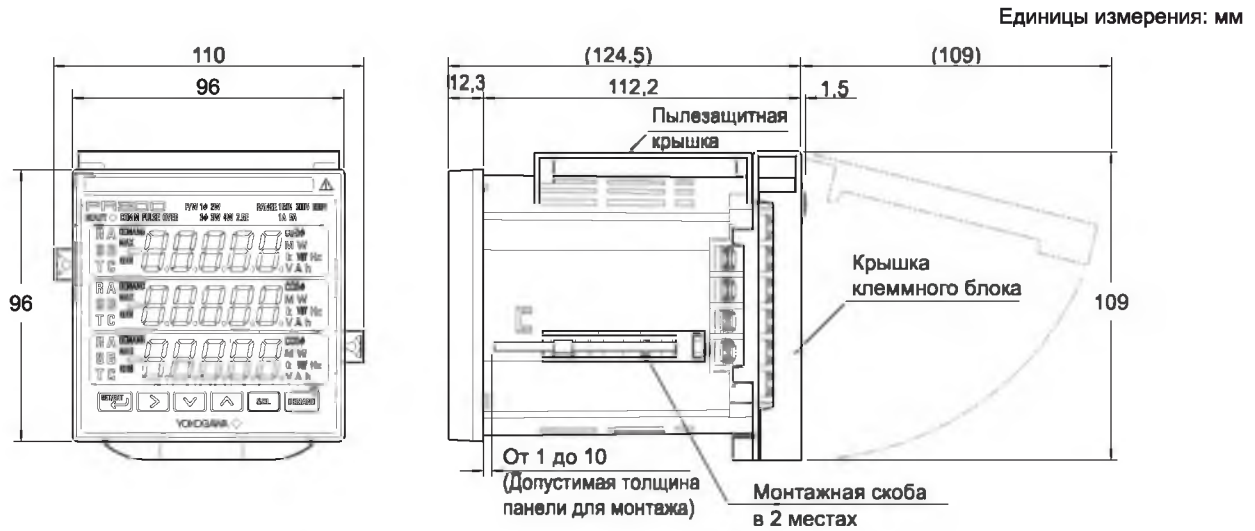 Единицы измерения: мм
110
96
(124,5)
(109)
12,3
112,2
1,5
Пылезащитная
крышка
PR300
96
R A
T C
R A
T C
R A
T C
YOKOGAWA
Крышка
клеммного блока
109
От 1 до 10
(Допустимая толщина
панели для монтажа)
Монтажная скоба
в 2 местах